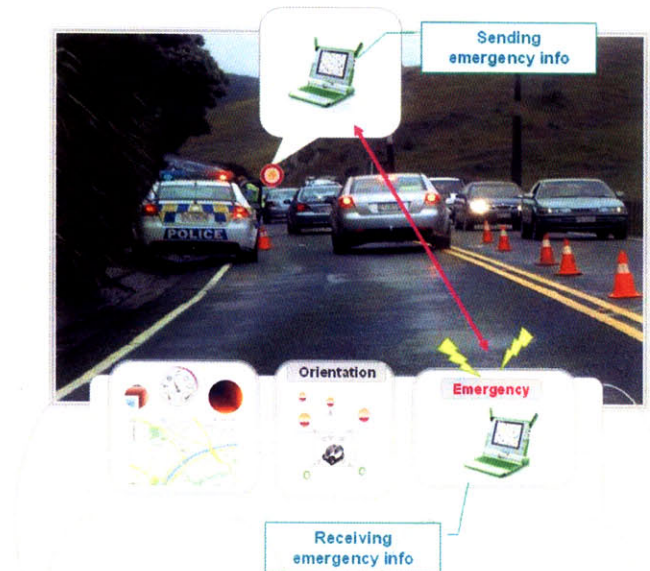 Sending
emergency info
POLICE
Orientation
Emergency
Receiving
emergency info